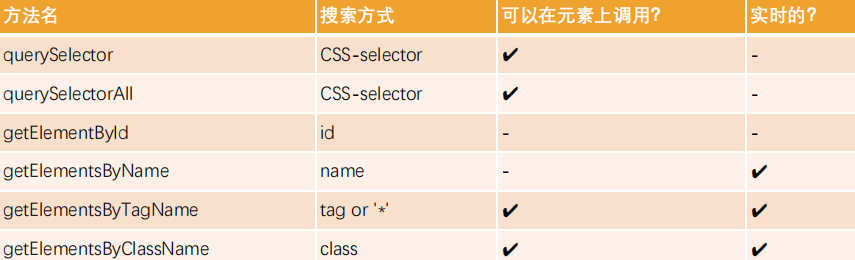 方法名 搜索方式 可以在元素上调用? 实时的?
querySelector CSS-selector ✔ -
querySelectorAll CSS-selector ✔ -
getElementById id - -
getElementsByName name - ✔
getElementsByTagName tag or '*' ✔ ✔
getElementsByClassName class ✔ ✔